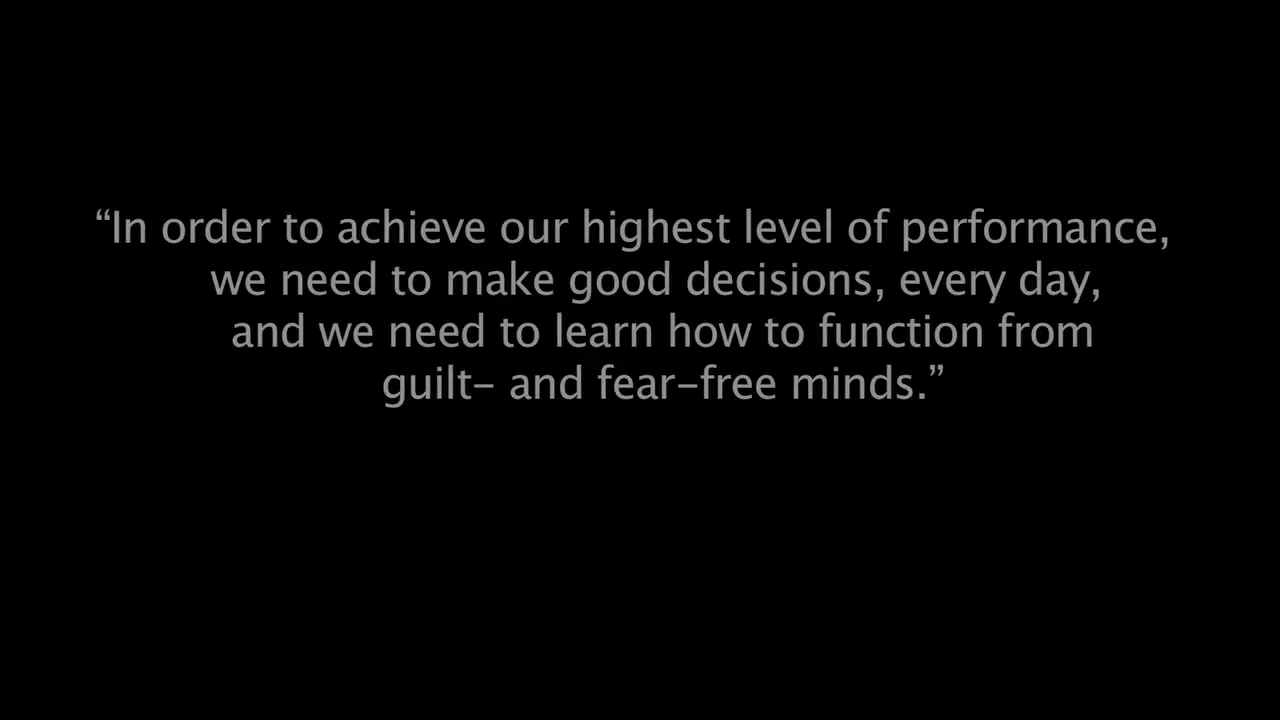 “In order to achieve our highest level of performance,
we need to make good decisions, every day,
and we need to learn how to function from
guilt– and fear–free minds.”